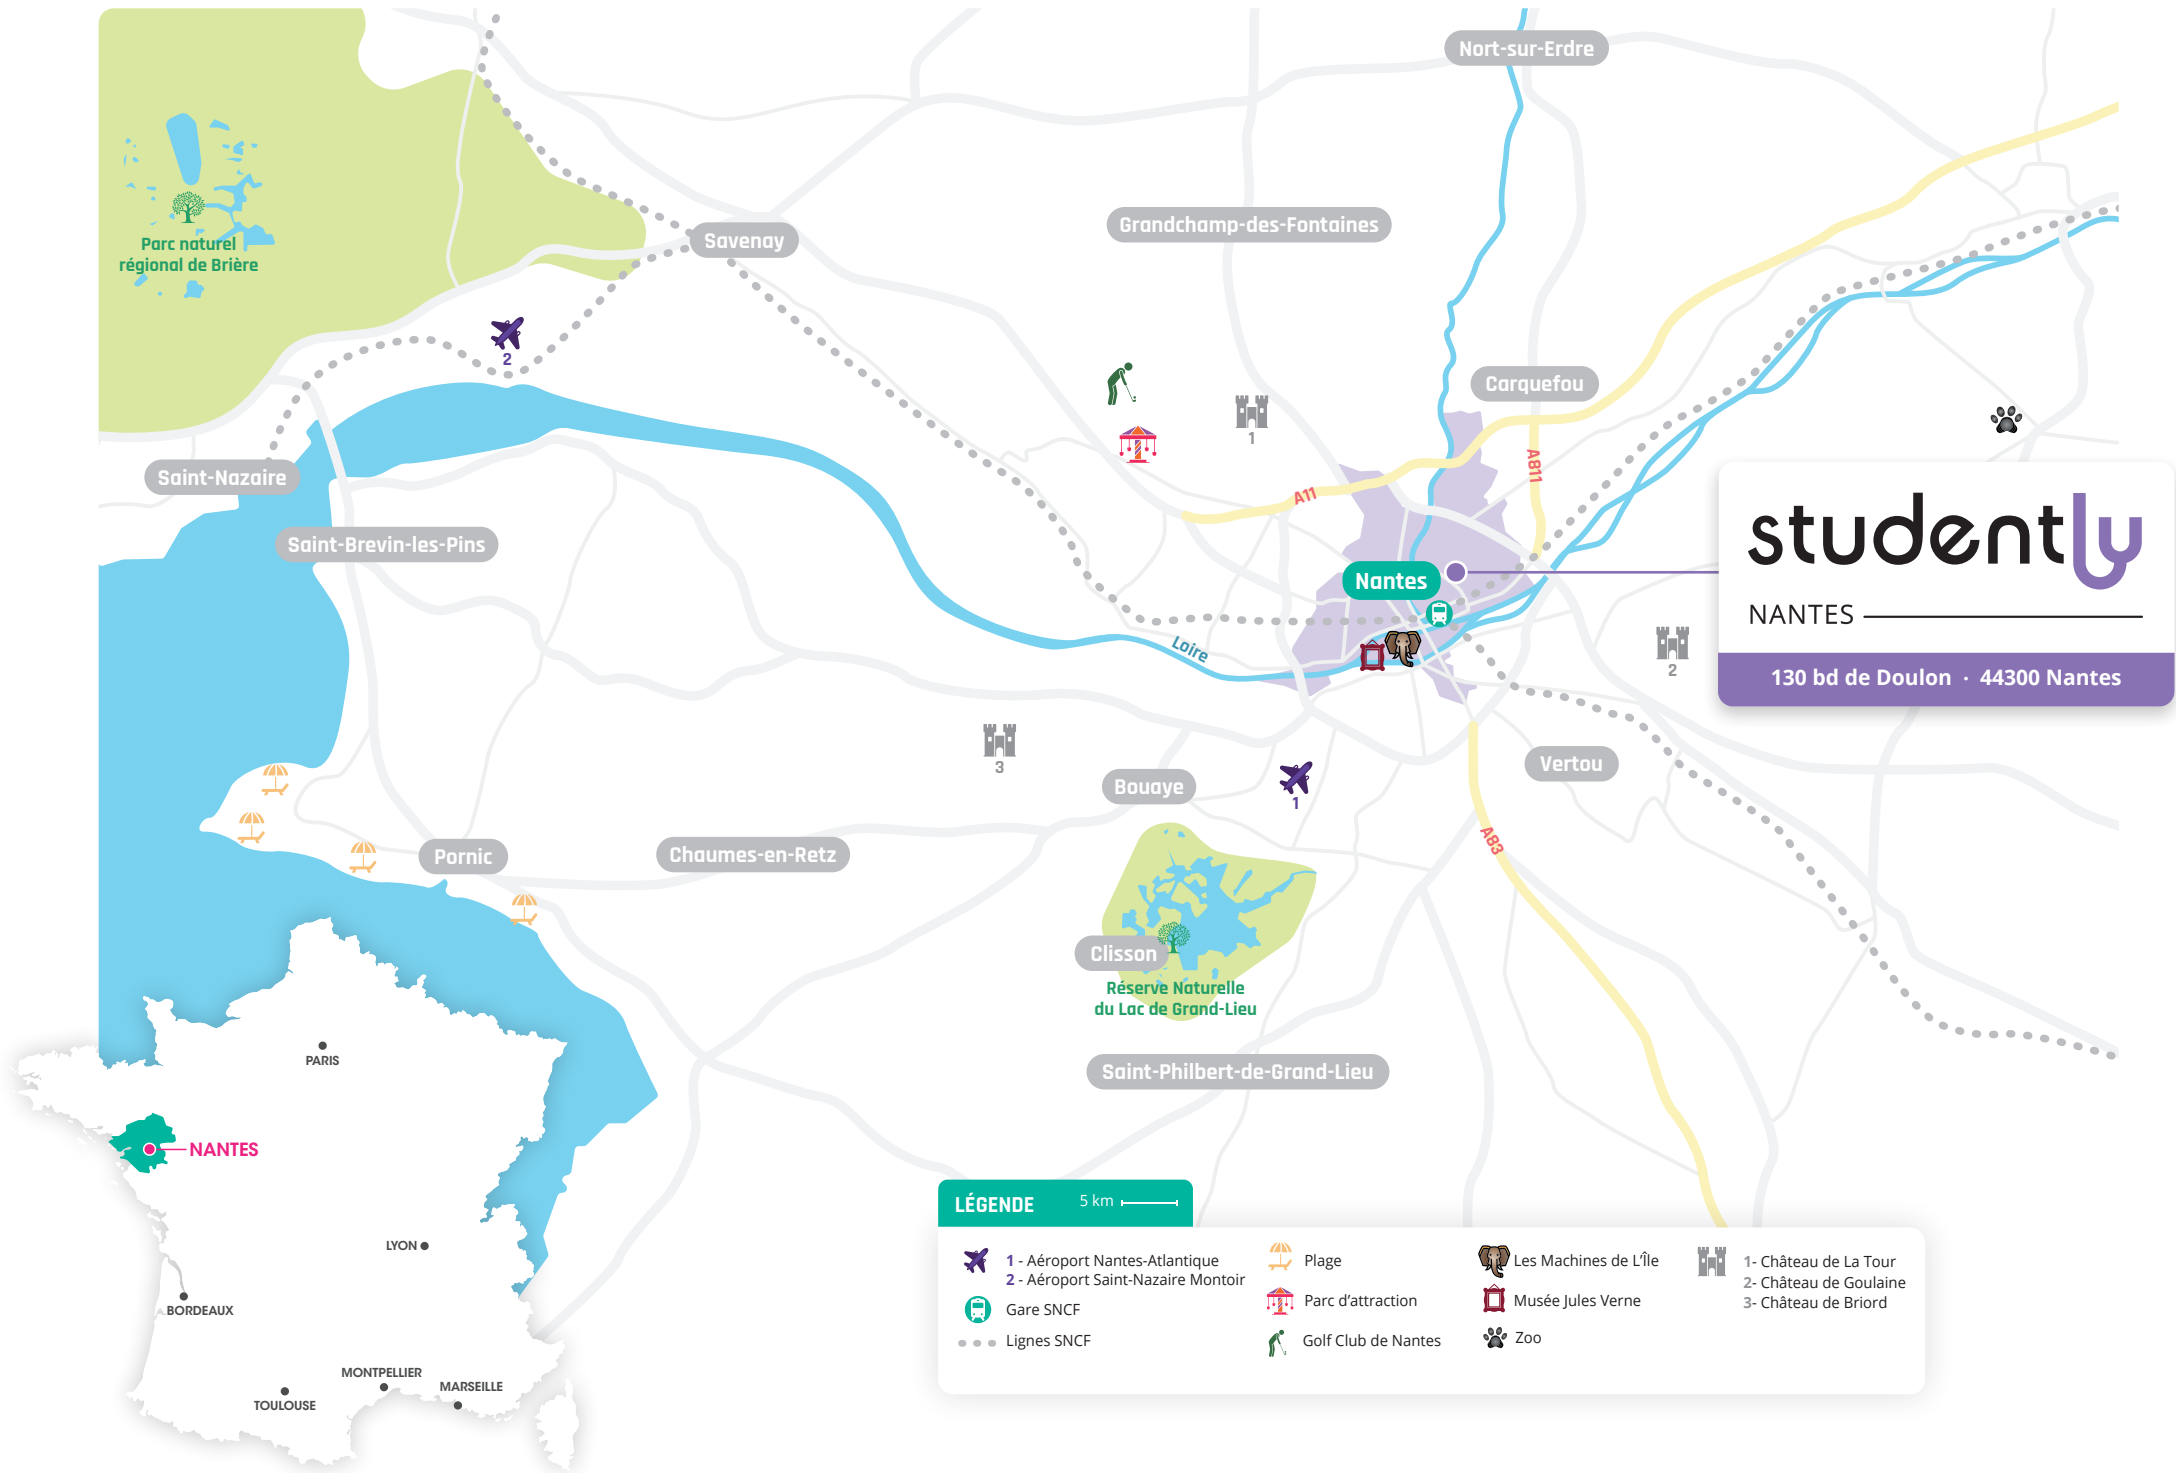 Nort-sur-Erdre
Grandchamp-des-Fontaines
Savenay
Parc naturel
régional de Brière
2
Carquefou
1
A811
A11
Saint-Nazaire
Saint-Brevin-les-Pins
Nantes
studently
NANTES
130 bd de Doulon · 44300 Nantes
Loire
2
3
Vertou
Bouaye
1
A83
Pornic
Chaumes-en-Retz
Clisson
Réserve Naturelle
du Lac de Grand-Lieu
Saint-Philbert-de-Grand-Lieu
PARIS
NANTES
LYON
BORDEAUX
MONTPELLIER
MARSEILLE
TOULOUSE
LÉGENDE
5 km
1 - Aéroport Nantes-Atlantique
2 - Aéroport Saint-Nazaire Montoir
Gare SNCF
Lignes SNCF
Plage
Parc d’attraction
Golf Club de Nantes
Les Machines de L’Île
Musée Jules Verne
Zoo
1- Château de La Tour
2- Château de Goulaine
3- Château de Briord